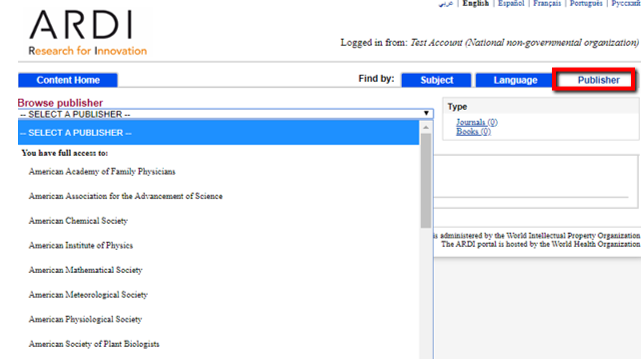 عربي | English | Español | Français | Português | Русский
ARDI
Research for Innovation
Logged in from: Test Account (National non-governmental organization)
Content Home
Find by: Subject Language Publisher
Browse publisher
-- SELECT A PUBLISHER --
-- SELECT A PUBLISHER --
You have full access to:
American Academy of Family Physicians
American Association for the Advancement of Science
American Chemical Society
American Institute of Physics
American Mathematical Society
American Meteorological Society
American Physiological Society
American Society of Plant Biologists
Type
Journals (0)
Books (0)
is administered by the World Intellectual Property Organization
The ARDI portal is hosted by the World Health Organization